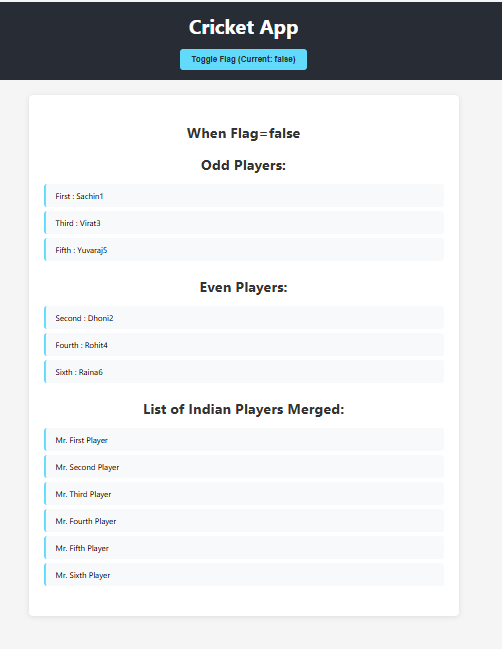 Cricket App
Toggle Flag (Current: false)
When Flag=false
Odd Players:
First : Sachin1
Third : Virat3
Fifth : Yuvaraj5
Even Players:
Second : Dhoni2
Fourth : Rohit4
Sixth : Raina6
List of Indian Players Merged:
Mr. First Player
Mr. Second Player
Mr. Third Player
Mr. Fourth Player
Mr. Fifth Player
Mr. Sixth Player